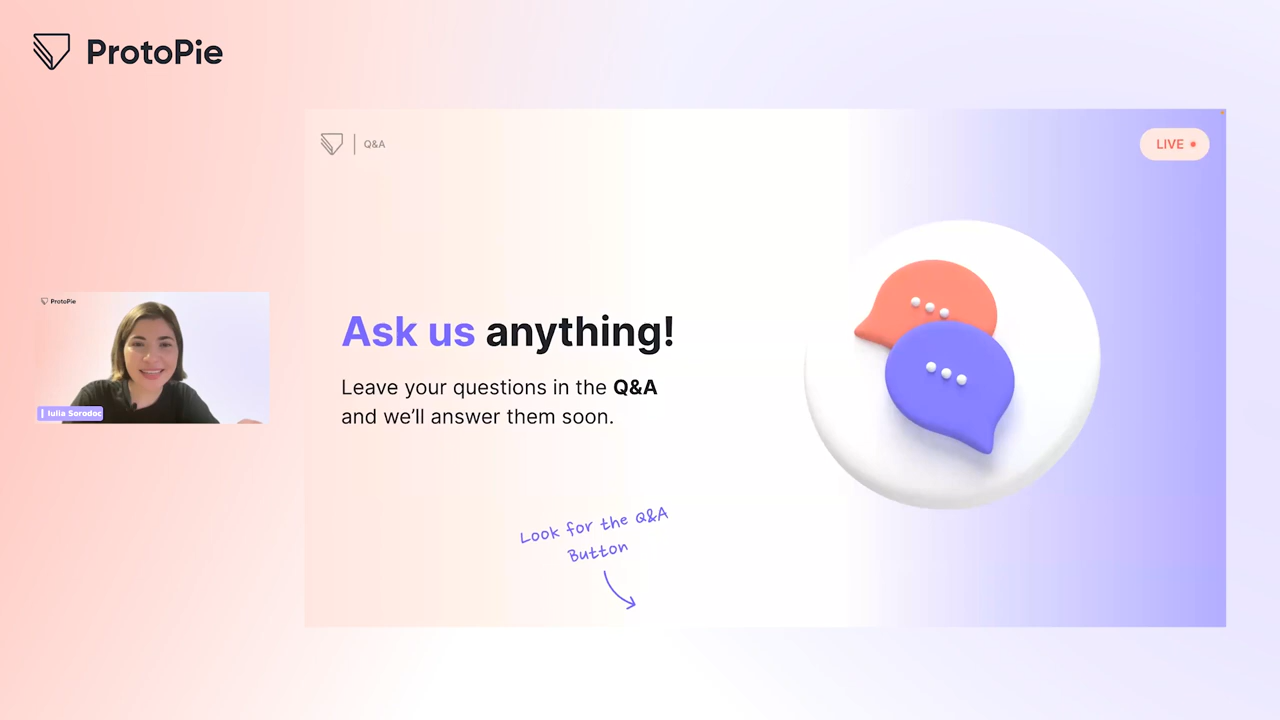 ProtoPie
Q&A
LIVE
ProtoPie
Iulia Sorodoc
Ask us anything!
Leave your questions in the Q&A
and we'll answer them soon.
Look for the Q&A
Button